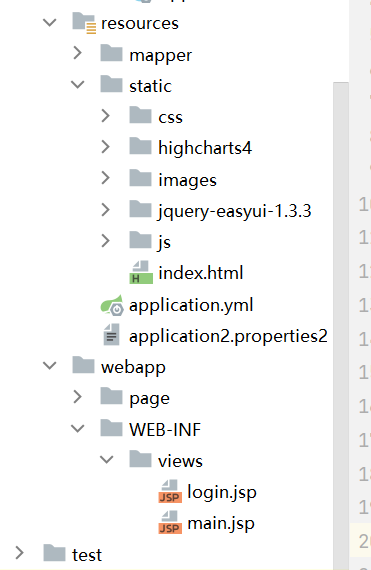 resources
mapper
static
css
highcharts4
images
jquery-easyui-1.3.3
js
index.html
application.yml
application2.properties2
webapp
page
WEB-INF
views
login.jsp
main.jsp
test